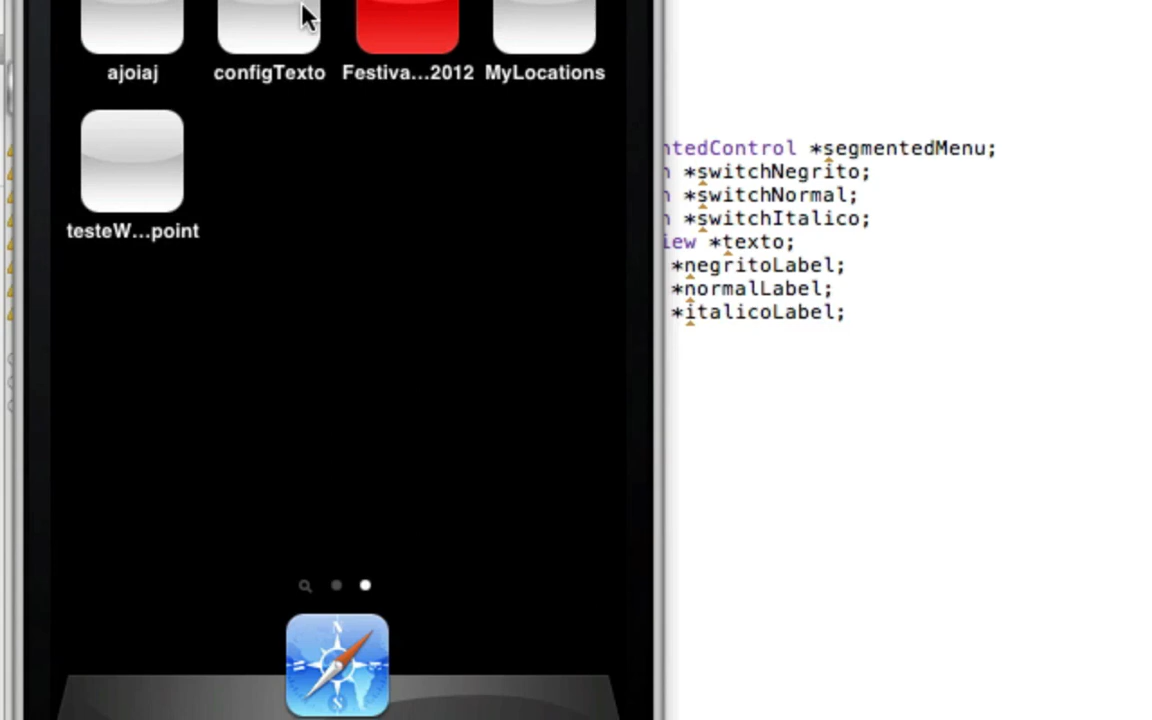 ajoiaj configTexto Festiva...2012 MyLocations
testeW...point
ntedControl *segmentedMenu;
*switchNegrito;
*switchNormal;
*switchItalico;
iew *texto;
*negritoLabel;
*normalLabel;
*italicoLabel;
N
S